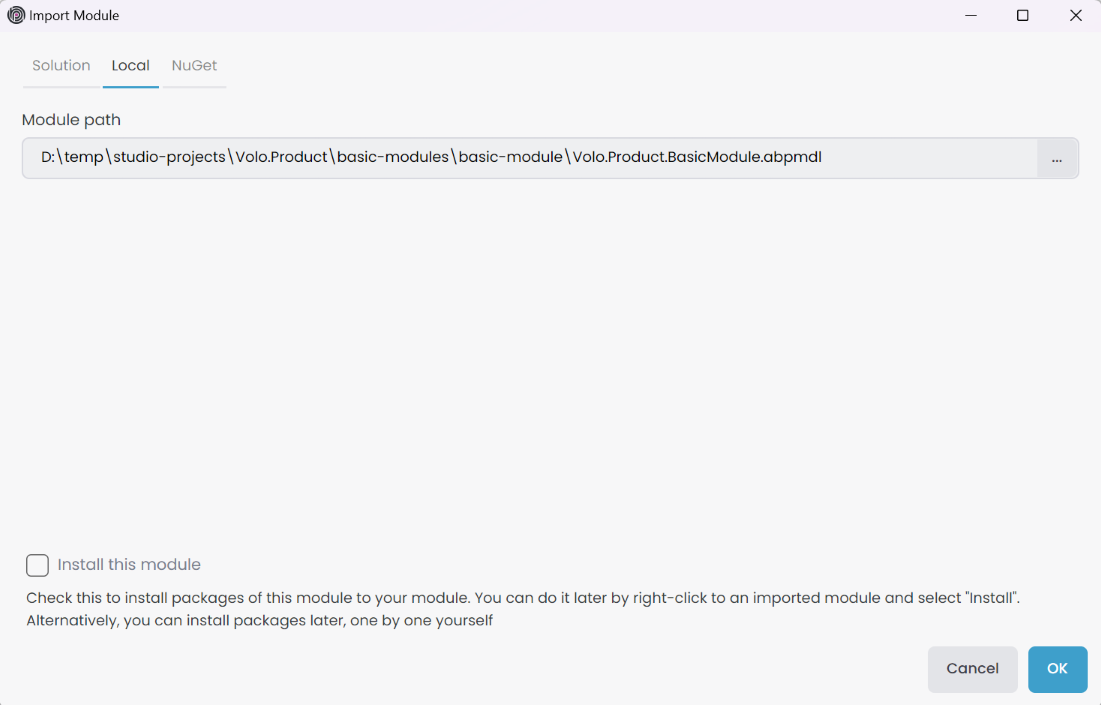 Import Module
Solution Local NuGet
Module path
D:\temp\studio-projects\Volo.Product\basic-modules\basic-module\Volo.Product.BasicModule.abpmdl ...
Install this module
Check this to install packages of this module to your module. You can do it later by right-click to an imported module and select "Install".
Alternatively, you can install packages later, one by one yourself
Cancel OK